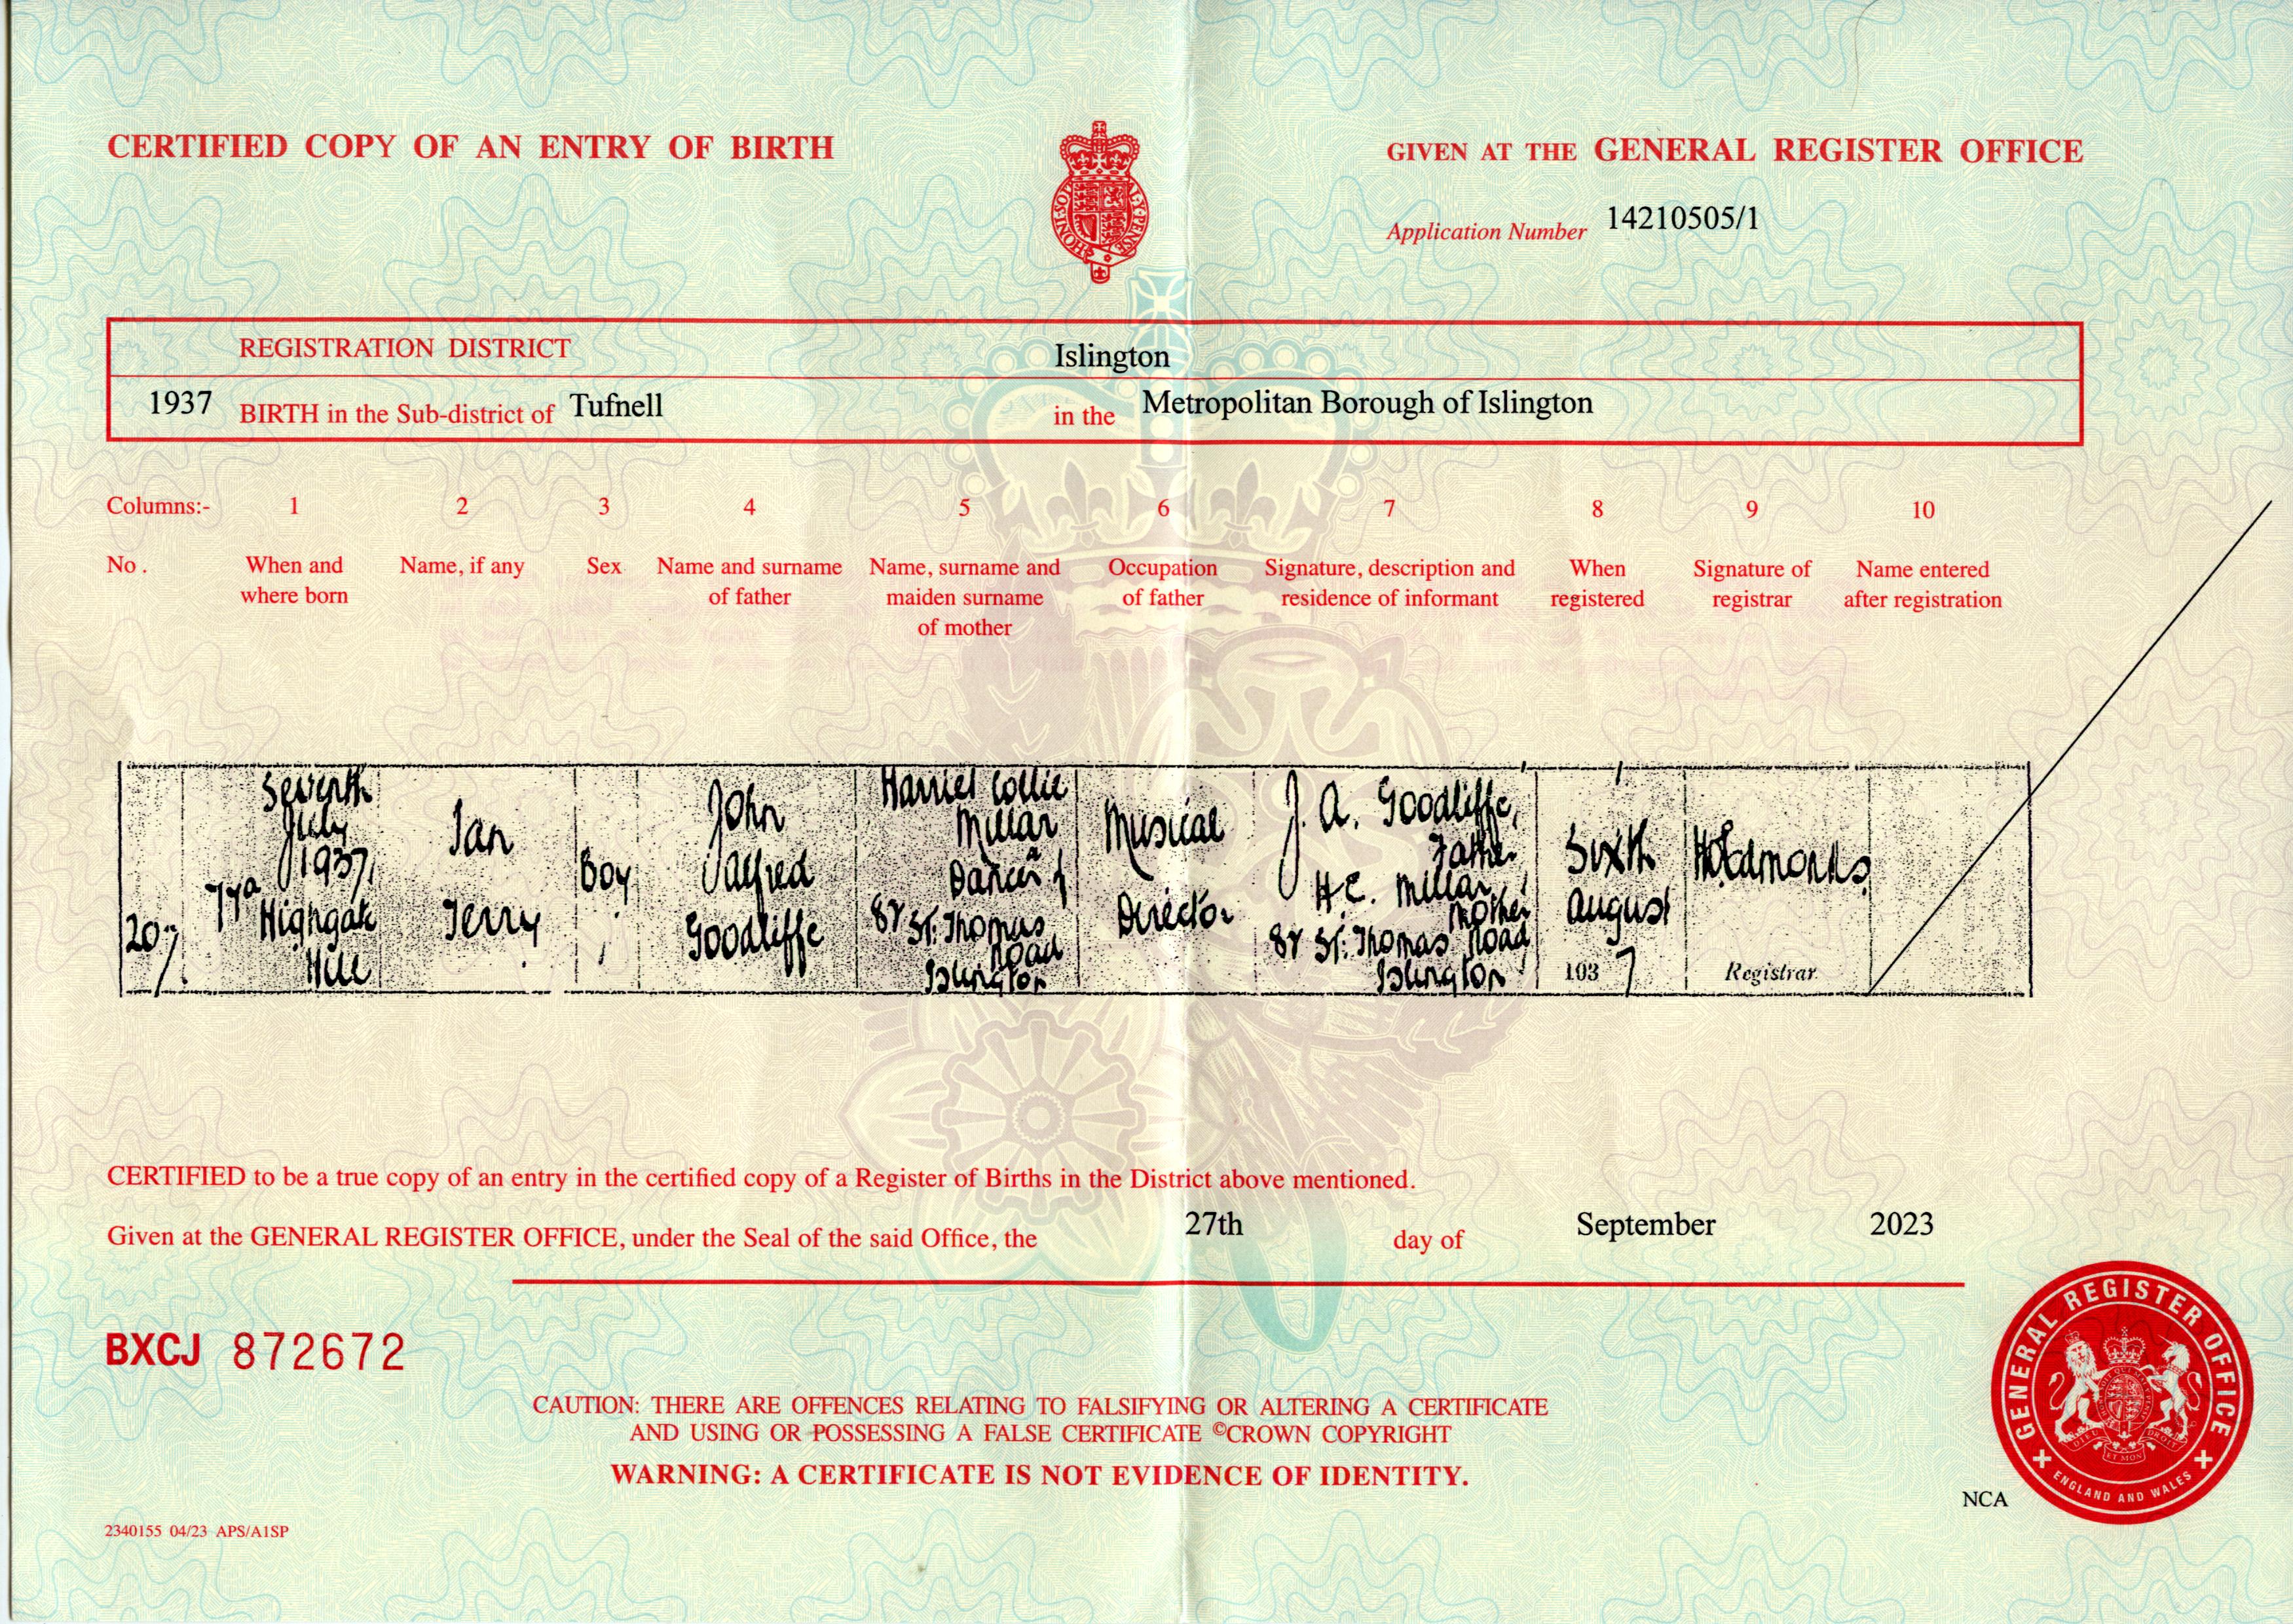 CERTIFIED COPY OF AN ENTRY OF BIRTH
GIVEN AT THE GENERAL REGISTER OFFICE
Application Number 14210505/1
REGISTRATION DISTRICT Islington
1937 BIRTH in the Sub-district of Tufnell in the Metropolitan Borough of Islington
Columns:- 1 2 3 4 5 6 7 8 9 10
No. When and where born
Name, if any
Sex
Name and surname of father
Name, surname and maiden surname of mother
Occupation of father
Signature, description and residence of informant
When registered
Signature of registrar
Name entered after registration
207
Seventh
July
1937
77a
Highgate
Hill
Ian
Terry
Boy
John
Alfred
Goodliffe
Harriet Collie
Millar
87 St. Thomas
Road
Islington
Musical
Director
J. A. Goodliffe,
Father
H C. Millar
Mother
87 St. Thomas Road
Islington
Sixth
August
1937
Registrar.
CERTIFIED to be a true copy of an entry in the certified copy of a Register of Births in the District above mentioned.
Given at the GENERAL REGISTER OFFICE, under the Seal of the said Office, the 27th day of September 2023
BXCJ 872672
CAUTION: THERE ARE OFFENCES RELATING TO FALSIFYING OR ALTERING A CERTIFICATE
AND USING OR POSSESSING A FALSE CERTIFICATE ©CROWN COPYRIGHT
WARNING: A CERTIFICATE IS NOT EVIDENCE OF IDENTITY.
GENERAL REGISTER OFFICE
ENGLAND AND WALES
NCA
2340155 04/23 APS/A1SP